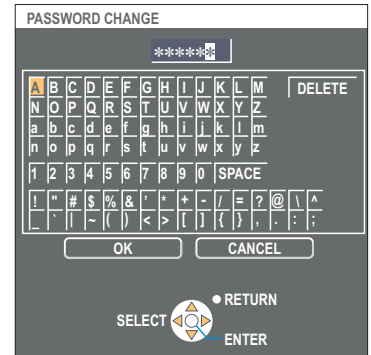 PASSWORD CHANGE
******
A B C D E F G H I J K L M DELETE
N O P Q R S T U V W X Y Z
a b c d e f g h i j k l m
n o p q r s t u v w x y z
1 2 3 4 5 6 7 8 9 0 SPACE
! " # $ % & ' * + - / = ? @ \ ^
_ ` | ~ ( ) < > [ ] { } , . : ;
OK CANCEL
RETURN
SELECT
ENTER